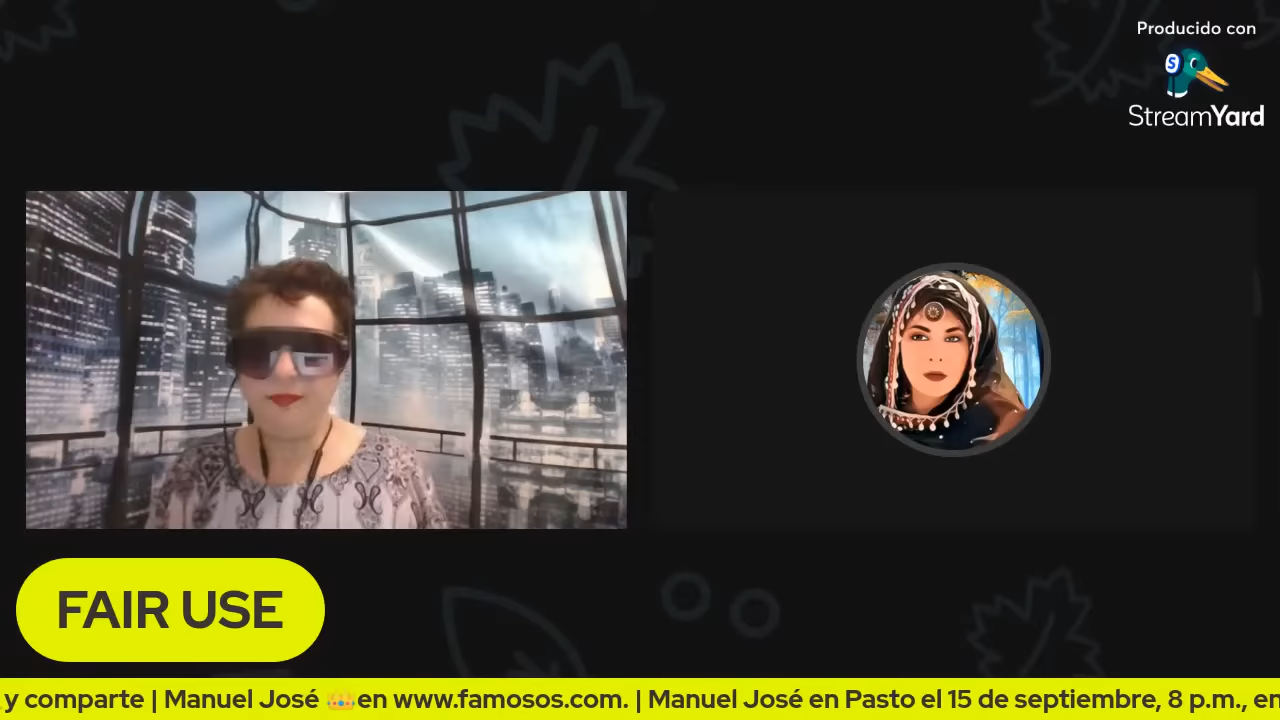 Producido con
S
StreamYard
FAIR USE
y comparte | Manuel José 👑👑en www.famosos.com. | Manuel José en Pasto el 15 de septiembre, 8 p.m., en